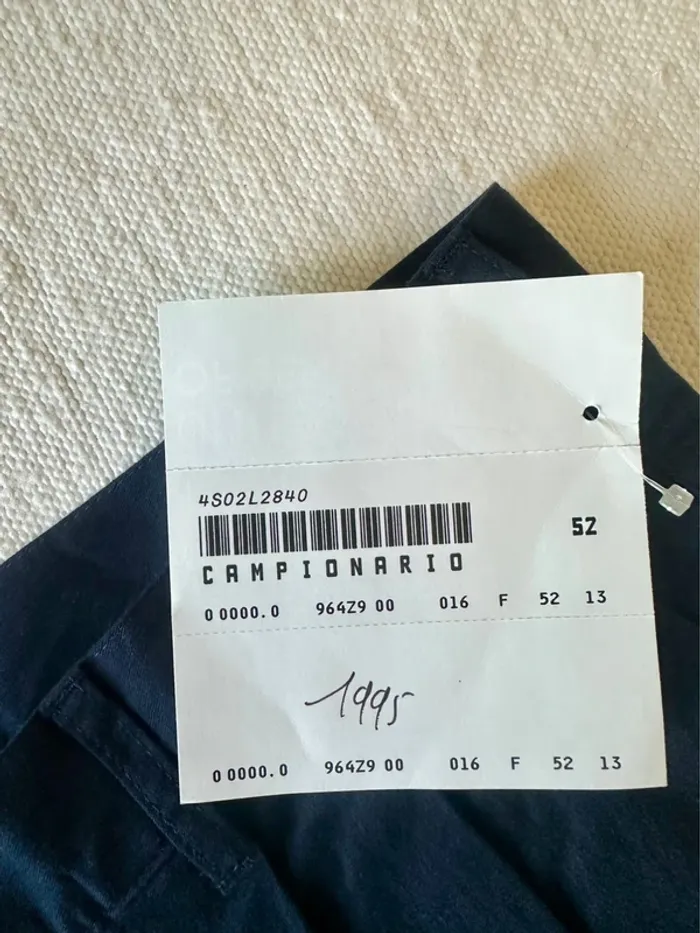 4S02L2840
52
CAMPIONARIO
0 0000.0 964Z9 00 016 F 52 13
1995
0 0000.0 964Z9 00 016 F 52 13